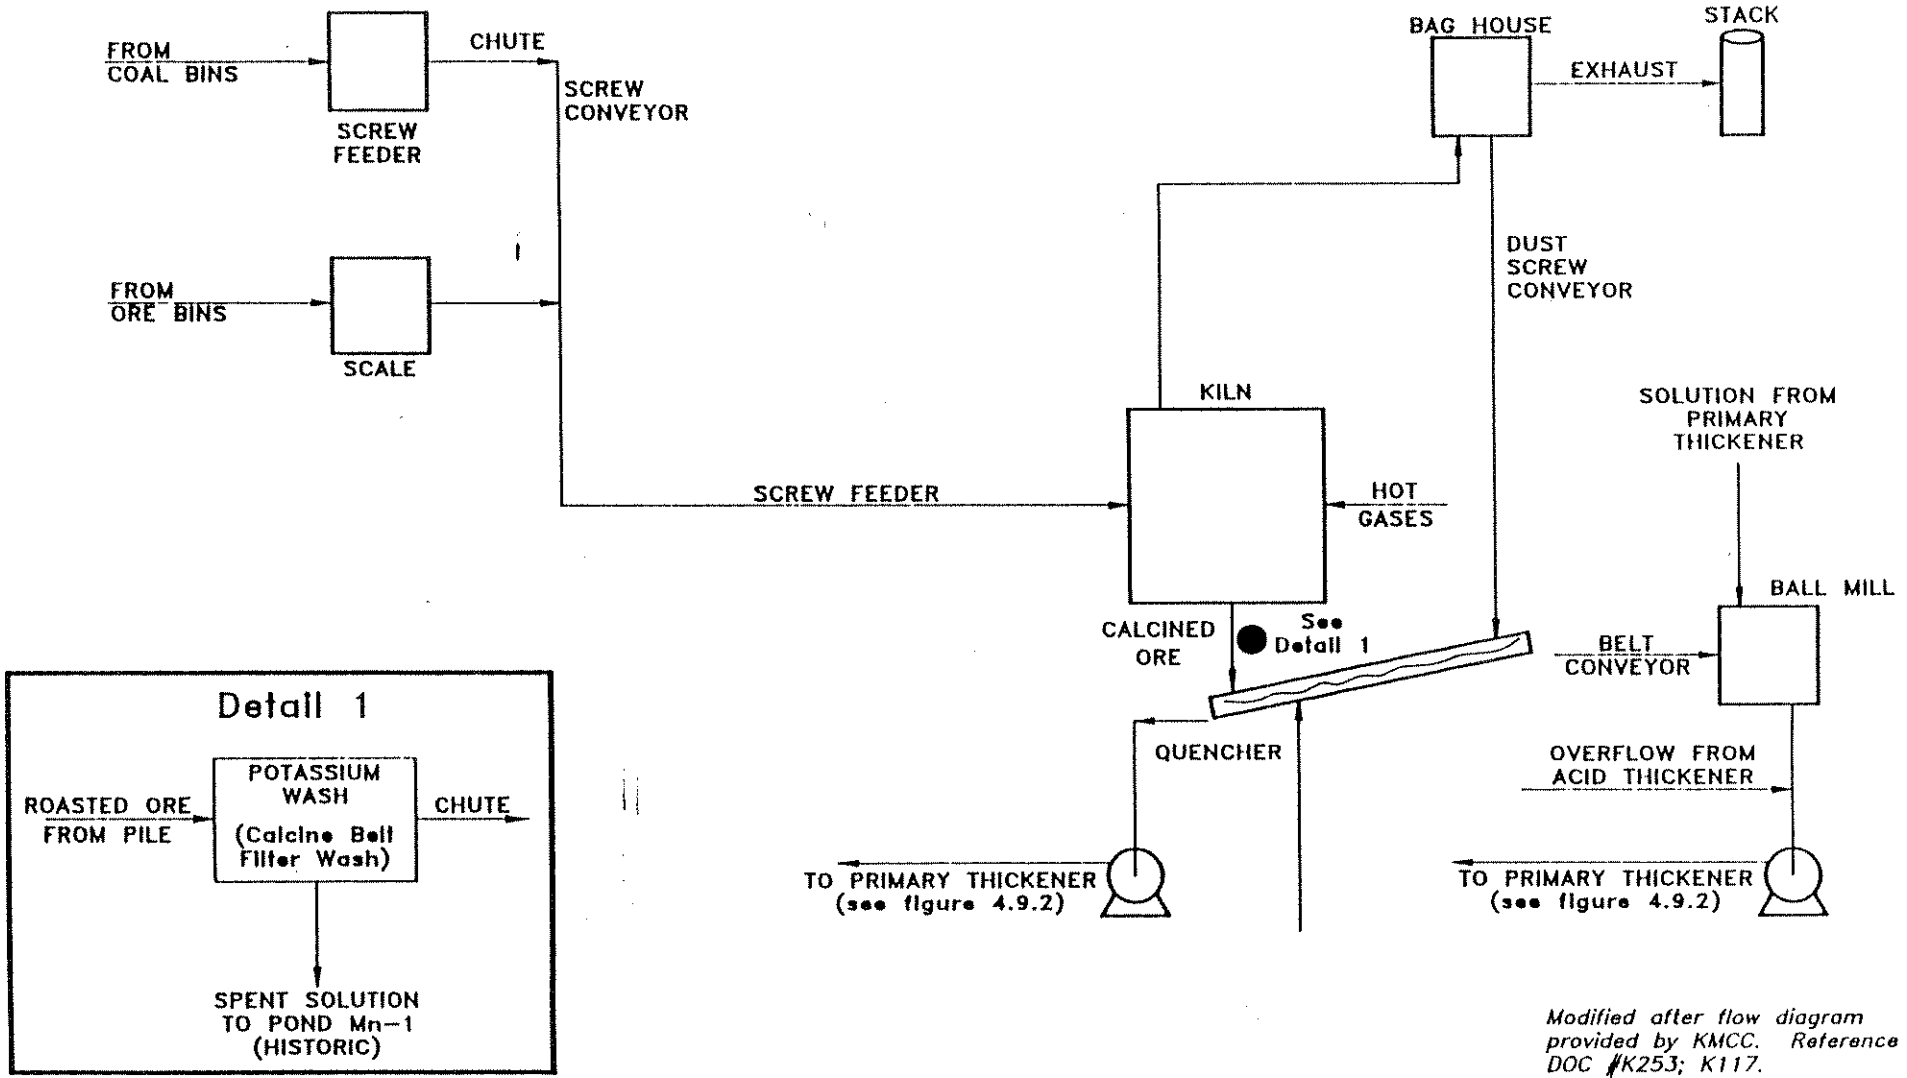 FROM
COAL BINS
CHUTE
SCREW
CONVEYOR
SCREW
FEEDER
BAG HOUSE
STACK
EXHAUST
FROM
ORE BINS
SCALE
DUST
SCREW
CONVEYOR
KILN
SOLUTION FROM
PRIMARY
THICKENER
SCREW FEEDER
HOT
GASES
BALL MILL
CALCINED
ORE
See
Detail 1
BELT
CONVEYOR
QUENCHER
OVERFLOW FROM
ACID THICKENER
TO PRIMARY THICKENER
(see figure 4.9.2)
TO PRIMARY THICKENER
(see figure 4.9.2)
Detail 1
POTASSIUM
WASH
(Calcine Belt
Filter Wash)
ROASTED ORE
FROM PILE
CHUTE
SPENT SOLUTION
TO POND Mn-1
(HISTORIC)
Modified after flow diagram
provided by KMCC. Reference
DOC #K253; K117.